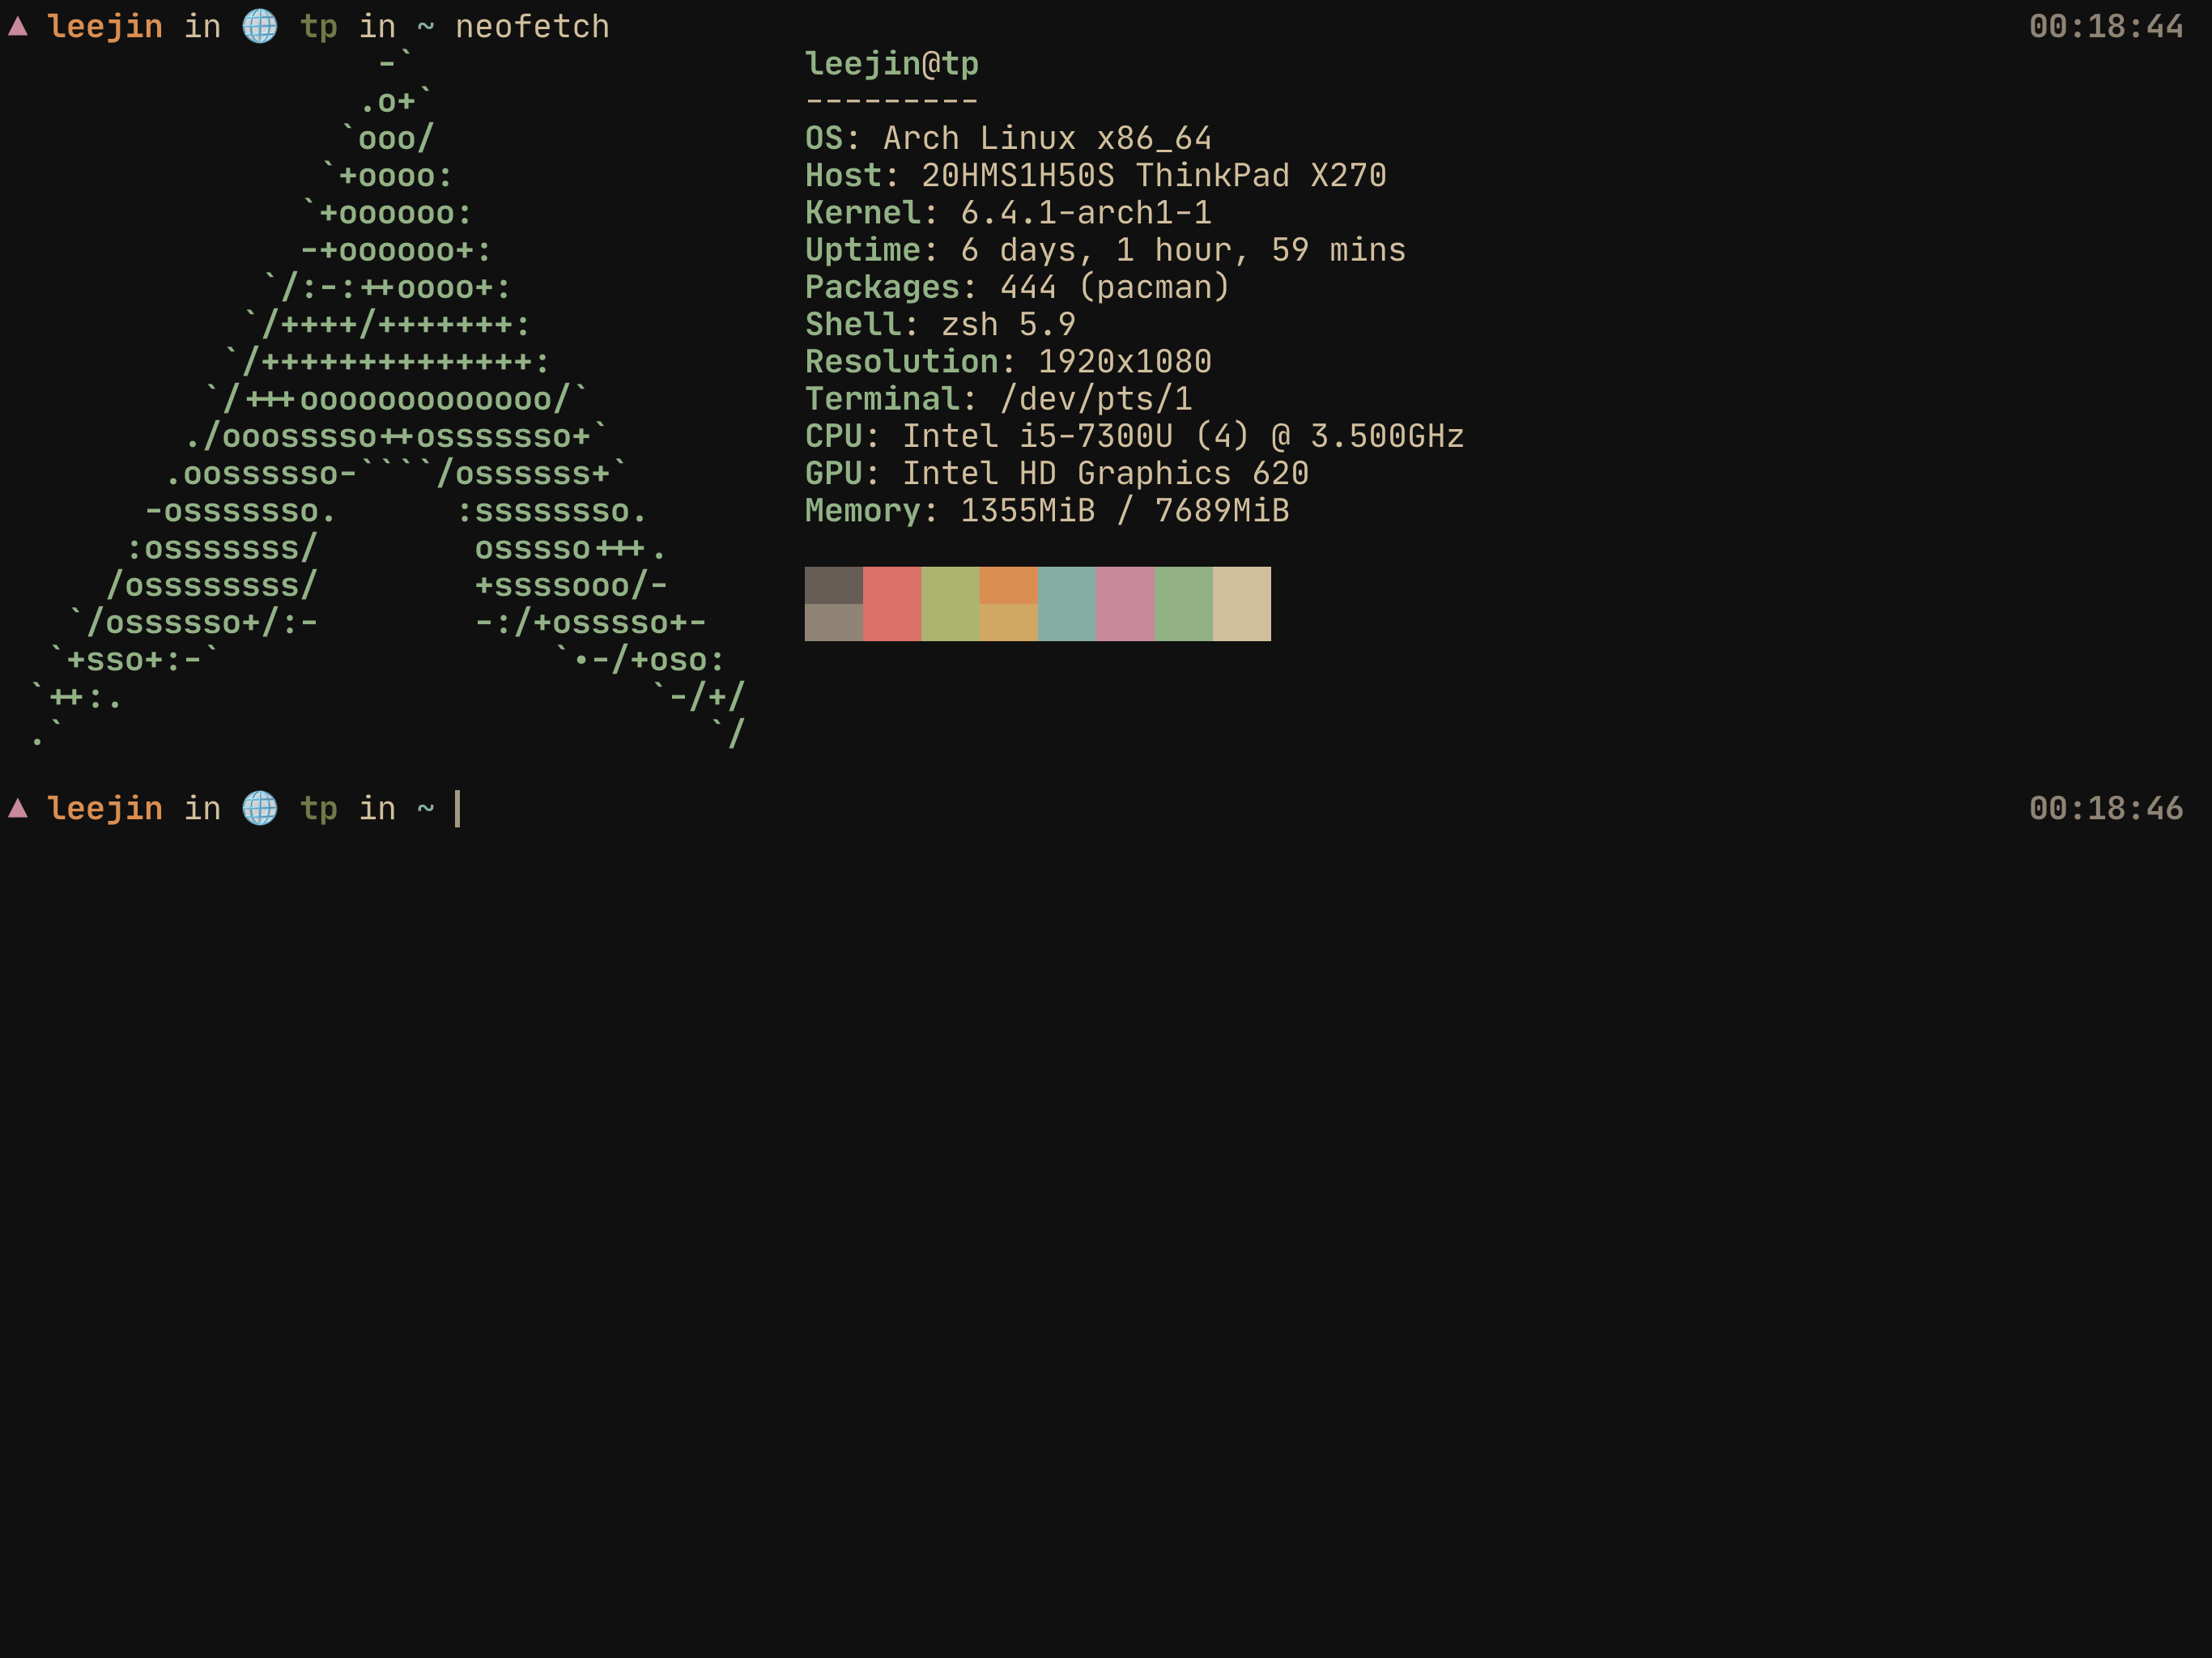 ▲ leejin in 🌐 tp in ~ neofetch 00:18:44
                   -`                    leejin@tp
                  .o+`                   ---------
                 `ooo/                   OS: Arch Linux x86_64
                `+oooo:                  Host: 20HMS1H50S ThinkPad X270
               `+oooooo:                 Kernel: 6.4.1-arch1-1
               -+oooooo+:                Uptime: 6 days, 1 hour, 59 mins
             `/:-:++oooo+:               Packages: 444 (pacman)
            `/++++/+++++++:              Shell: zsh 5.9
           `/++++++++++++++:             Resolution: 1920x1080
          `/+++ooooooooooooo/`           Terminal: /dev/pts/1
         ./ooosssso++osssssso+`          CPU: Intel i5-7300U (4) @ 3.500GHz
        .oossssso-````/ossssss+`         GPU: Intel HD Graphics 620
       -osssssso.      :ssssssso.        Memory: 1355MiB / 7689MiB
      :osssssss/        osssso+++.
     /ossssssss/        +ssssooo/-
   `/ossssso+/:-        -:/+osssso+-
  `+sso+:-`                 `.-/+oso:
 `++:.                           `-/+/
 .`                                 `/
▲ leejin in 🌐 tp in ~ 00:18:46